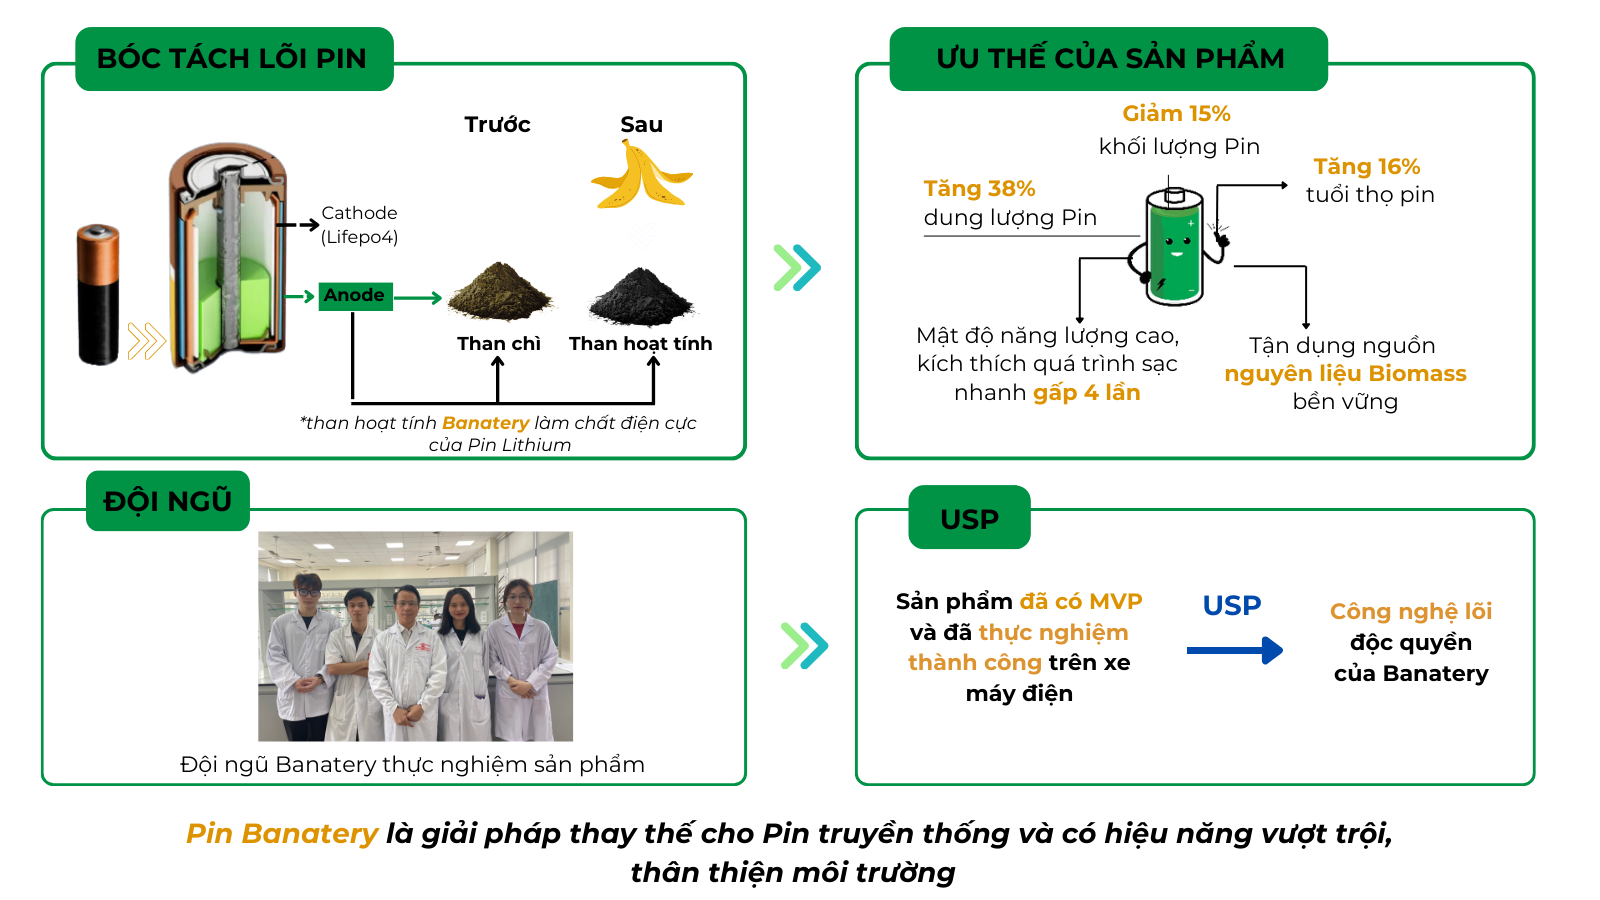 BÓC TÁCH LÕI PIN
Trước
Sau
Cathode
(Lifepo4)
Anode
Than chì
Than hoạt tính
*than hoạt tính Banatery làm chất điện cực
của Pin Lithium
ƯU THẾ CỦA SẢN PHẨM
Giảm 15%
khối lượng Pin
Tăng 38%
dung lượng Pin
Tăng 16%
tuổi thọ pin
Mật độ năng lượng cao,
kích thích quá trình sạc
nhanh gấp 4 lần
Tận dụng nguồn
nguyên liệu Biomass
bền vững
ĐỘI NGŨ
Đội ngũ Banatery thực nghiệm sản phẩm
USP
Sản phẩm đã có MVP
và đã thực nghiệm
thành công trên xe
máy điện
USP
Công nghệ lõi
độc quyền
của Banatery
Pin Banatery là giải pháp thay thế cho Pin truyền thống và có hiệu năng vượt trội,
thân thiện môi trường